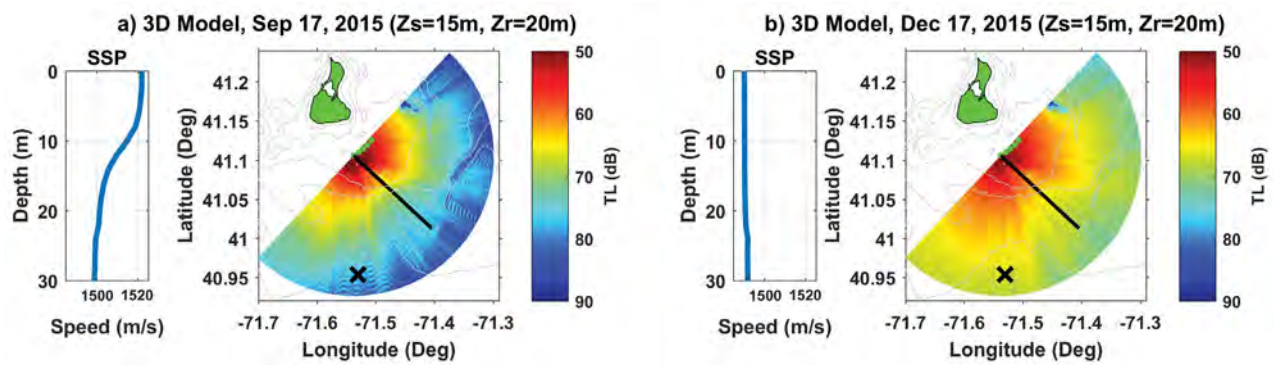 a) 3D Model, Sep 17, 2015 (Zs=15m, Zr=20m)
SSP
Depth (m)
0
10
20
30
1500 1520
Speed (m/s)
Latitude (Deg)
41.2
41.15
41.1
41.05
41
40.95
-71.7 -71.6 -71.5 -71.4 -71.3
Longitude (Deg)
50
60
70
80
90
TL (dB)
b) 3D Model, Dec 17, 2015 (Zs=15m, Zr=20m)
SSP
Depth (m)
0
10
20
30
1500 1520
Speed (m/s)
Latitude (Deg)
41.2
41.15
41.1
41.05
41
40.95
-71.7 -71.6 -71.5 -71.4 -71.3
Longitude (Deg)
50
60
70
80
90
TL (dB)